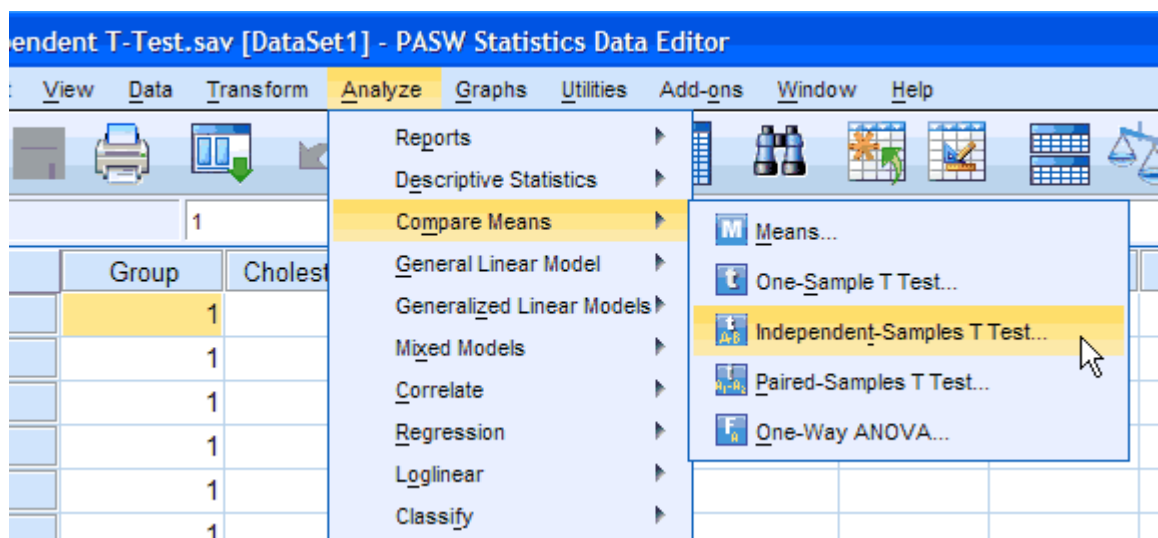 endent T-Test.sav [DataSet1] - PASW Statistics Data Editor
View Data Transform Analyze Graphs Utilities Add-ons Window Help
Reports
Descriptive Statistics
1
Compare Means
General Linear Model
Generalized Linear Models
Mixed Models
Correlate
Regression
Loglinear
Classify
M Means...
t One-Sample T Test...
t A-B Independent-Samples T Test...
t A1-A2 Paired-Samples T Test...
FA One-Way ANOVA...
Group Cholest
1
1
1
1
1
1